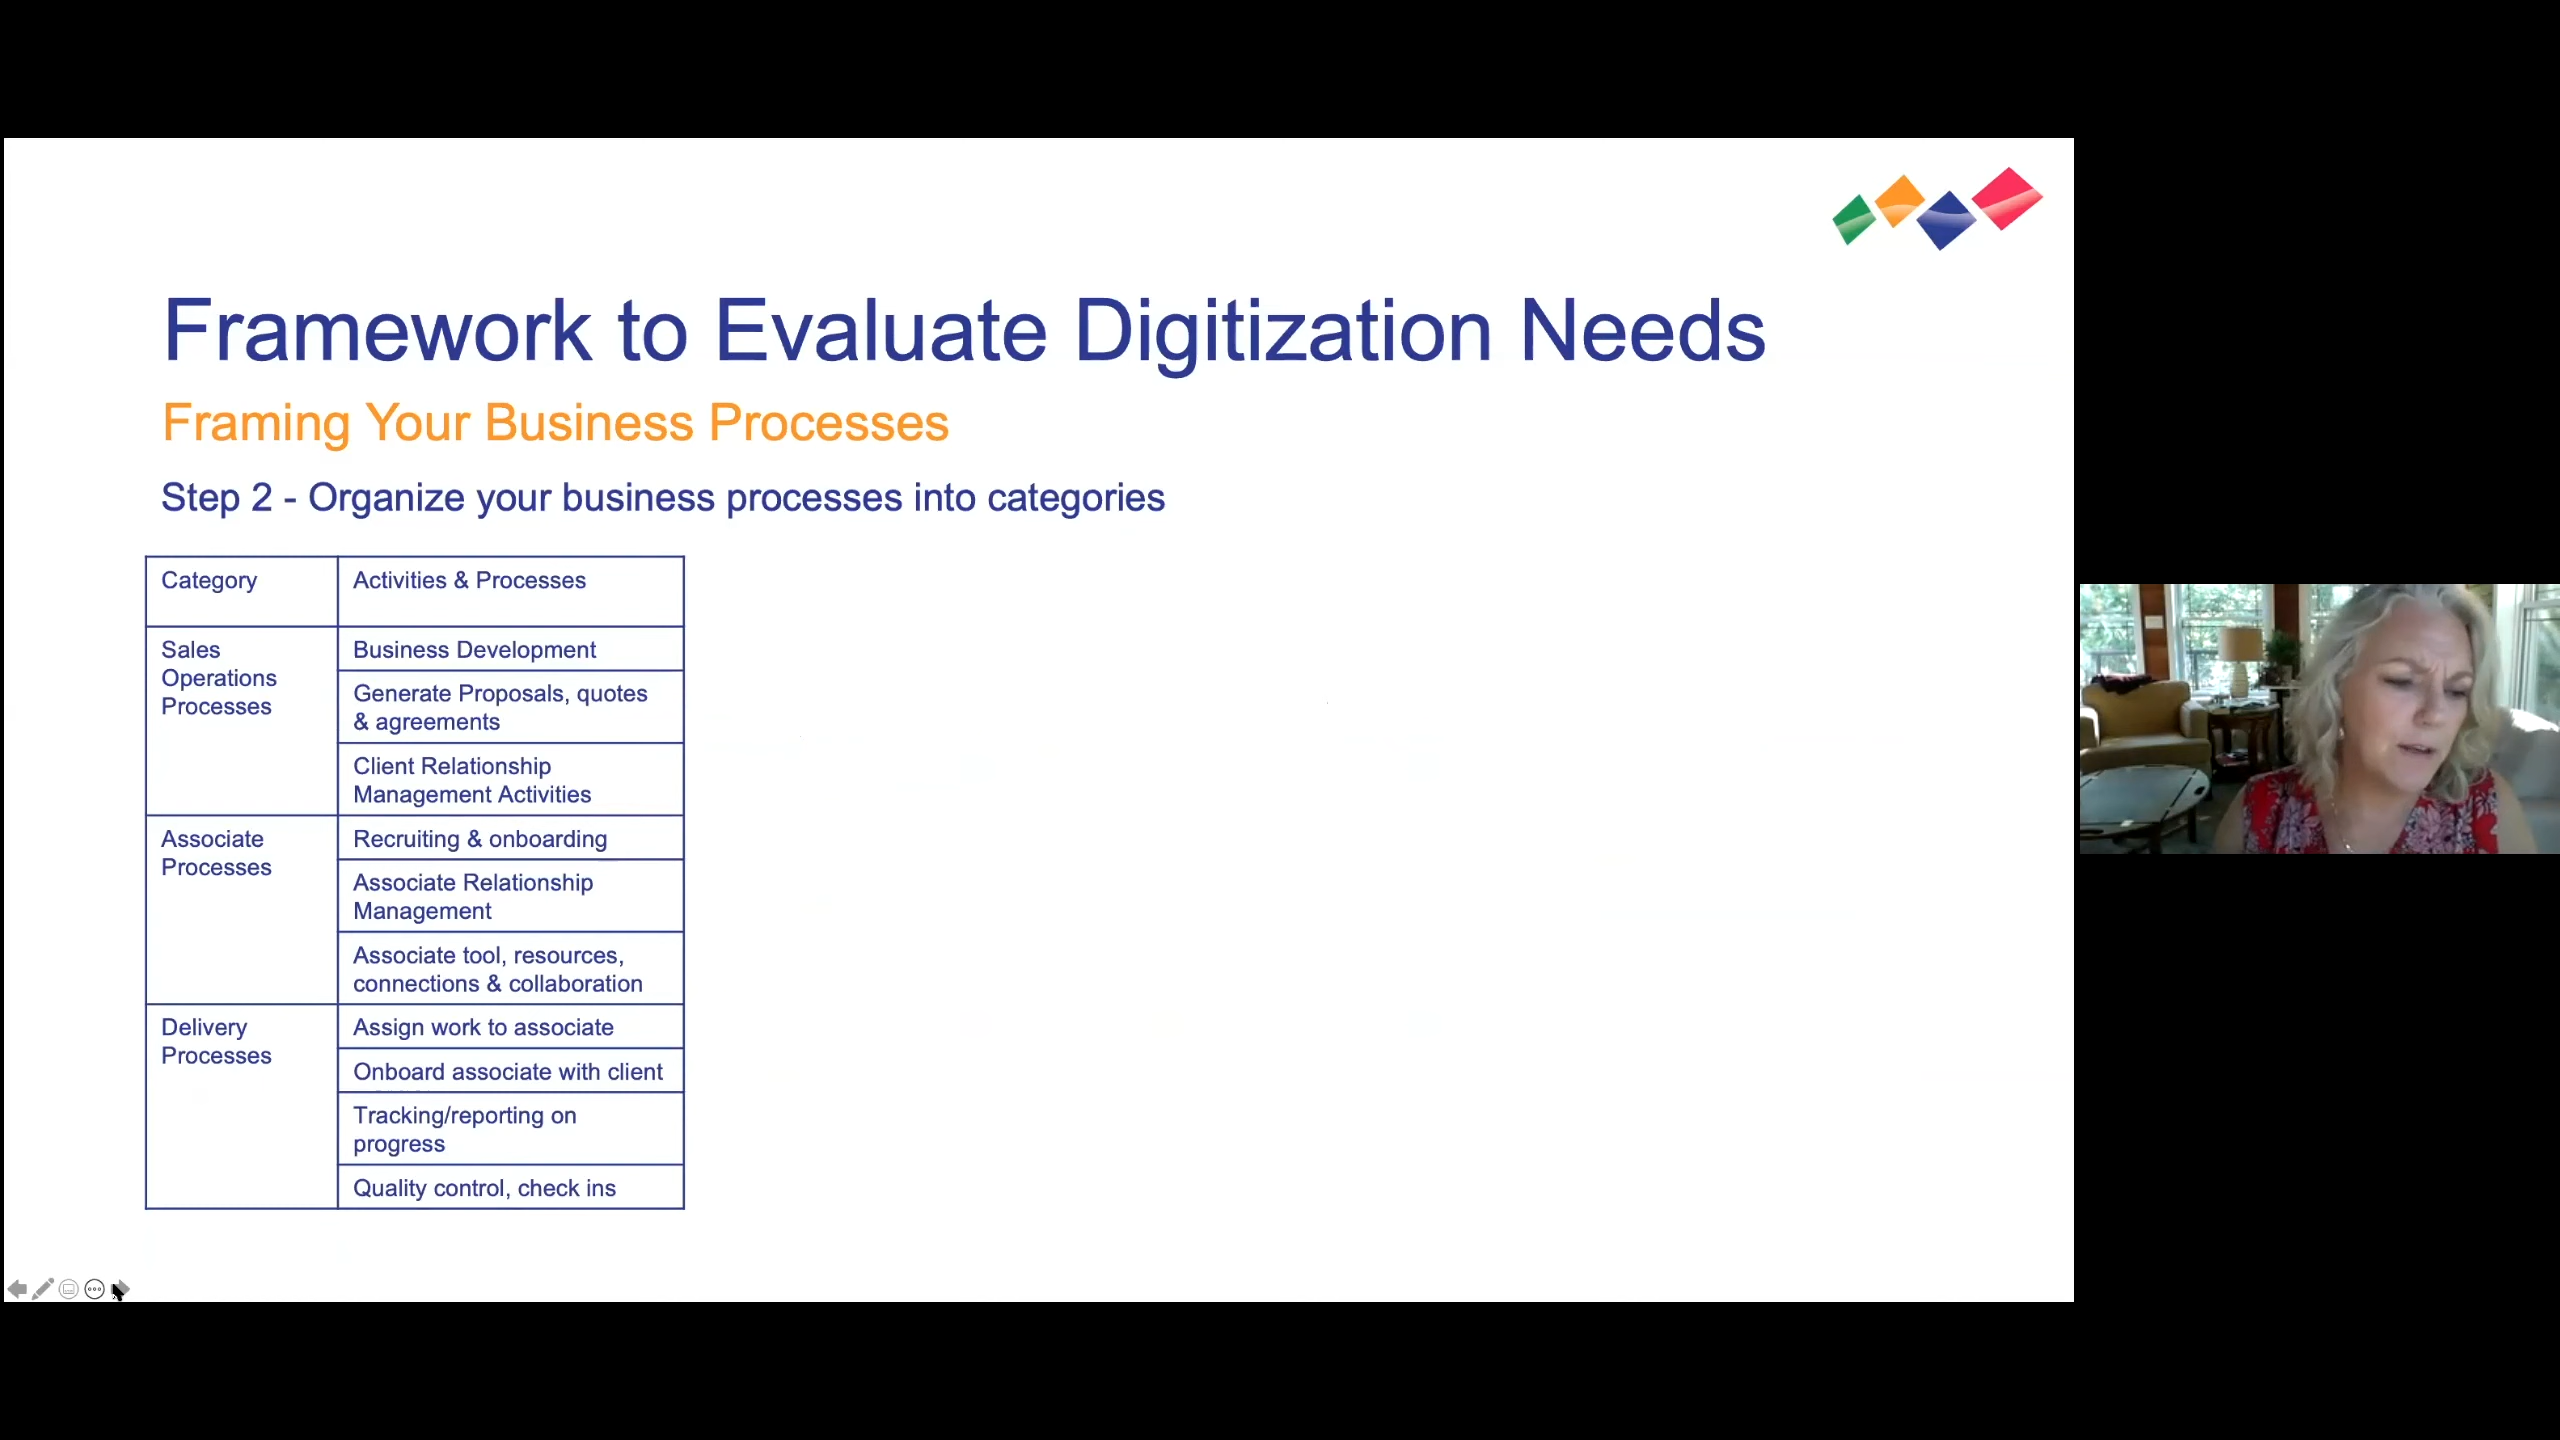 Framework to Evaluate Digitization Needs
Framing Your Business Processes
Step 2 - Organize your business processes into categories
Category
Activities & Processes
Sales
Operations
Processes
Business Development
Generate Proposals, quotes
& agreements
Client Relationship
Management Activities
Associate
Processes
Recruiting & onboarding
Associate Relationship
Management
Associate tool, resources,
connections & collaboration
Delivery
Processes
Assign work to associate
Onboard associate with client
Tracking/reporting on
progress
Quality control, check ins